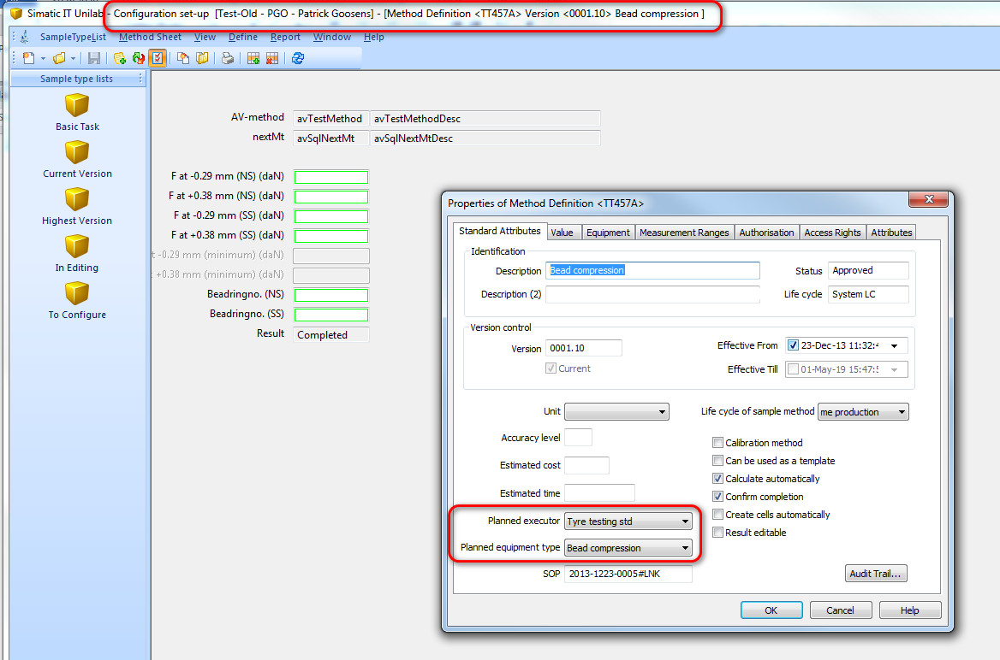 Simatic IT Unilab - Configuration set-up [Test-Old - PGO - Patrick Goosens] - [Method Definition <TT457A> Version <0001.10> Bead compression ]
SampleTypeList Method Sheet View Define Report Window Help
Sample type lists
Basic Task
Current Version
Highest Version
In Editing
To Configure
AV-method avTestMethod avTestMethodDesc
nextMt avSqlNextMt avSqlNextMtDesc
F at -0.29 mm (NS) (daN)
F at +0.38 mm (NS) (daN)
F at -0.29 mm (SS) (daN)
F at +0.38 mm (SS) (daN)
t -0.29 mm (minimum) (daN)
+0.38 mm (minimum) (daN)
Beadringno. (NS)
Beadringno. (SS)
Result Completed
Properties of Method Definition <TT457A>
Standard Attributes Value Equipment Measurement Ranges Authorisation Access Rights Attributes
Identification
Description Bead compression Status Approved
Description (2) Life cycle System LC
Version control
Version 0001.10 Effective From 23-Dec-13 11:32:4
Current Effective Till 01-May-19 15:47:5
Unit Life cycle of sample method me production
Accuracy level Calibration method
Can be used as a template
Estimated cost Calculate automatically
Estimated time Confirm completion
Planned executor Tyre testing std Create cells automatically
Result editable
Planned equipment type Bead compression
SOP 2013-1223-0005#LNK Audit Trail...
OK Cancel Help